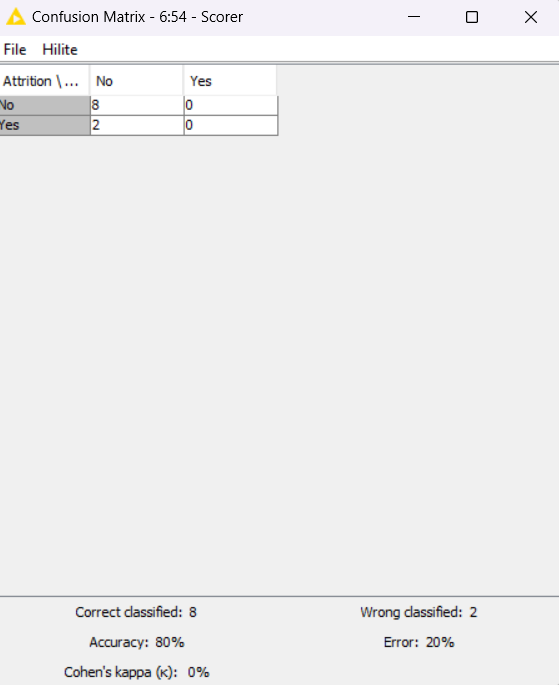 Confusion Matrix - 6:54 - Scorer
File Hilite
Attrition \ ... No Yes
No 8 0
Yes 2 0
Correct classified: 8 Wrong classified: 2
Accuracy: 80% Error: 20%
Cohen's kappa (κ): 0%